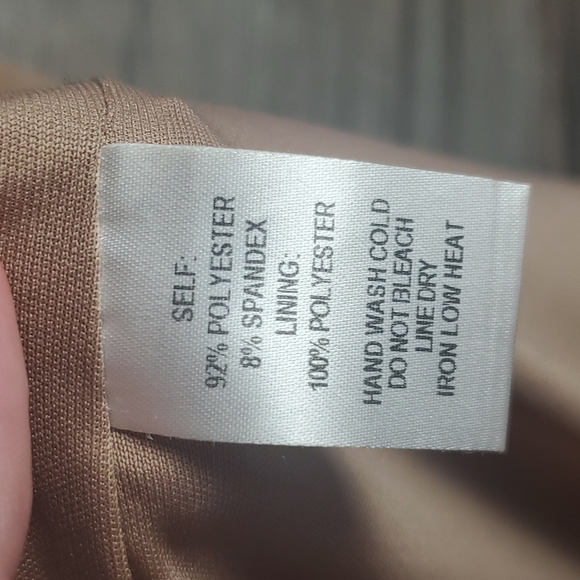 SELF:
92% POLYESTER
8% SPANDEX
LINING:
100% POLYESTER
HAND WASH COLD
DO NOT BLEACH
LINE DRY
IRON LOW HEAT